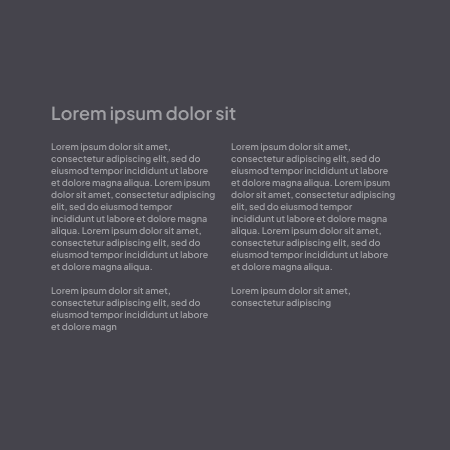 Lorem ipsum dolor sit
Lorem ipsum dolor sit amet,
consectetur adipiscing elit, sed do
eiusmod tempor incididunt ut labore
et dolore magna aliqua. Lorem ipsum
dolor sit amet, consectetur adipiscing
elit, sed do eiusmod tempor
incididunt ut labore et dolore magna
aliqua. Lorem ipsum dolor sit amet,
consectetur adipiscing elit, sed do
eiusmod tempor incididunt ut labore
et dolore magna aliqua.
Lorem ipsum dolor sit amet,
consectetur adipiscing elit, sed do
eiusmod tempor incididunt ut labore
et dolore magn
Lorem ipsum dolor sit amet,
consectetur adipiscing elit, sed do
eiusmod tempor incididunt ut labore
et dolore magna aliqua. Lorem ipsum
dolor sit amet, consectetur adipiscing
elit, sed do eiusmod tempor
incididunt ut labore et dolore magna
aliqua. Lorem ipsum dolor sit amet,
consectetur adipiscing elit, sed do
eiusmod tempor incididunt ut labore
et dolore magna aliqua.
Lorem ipsum dolor sit amet,
consectetur adipiscing